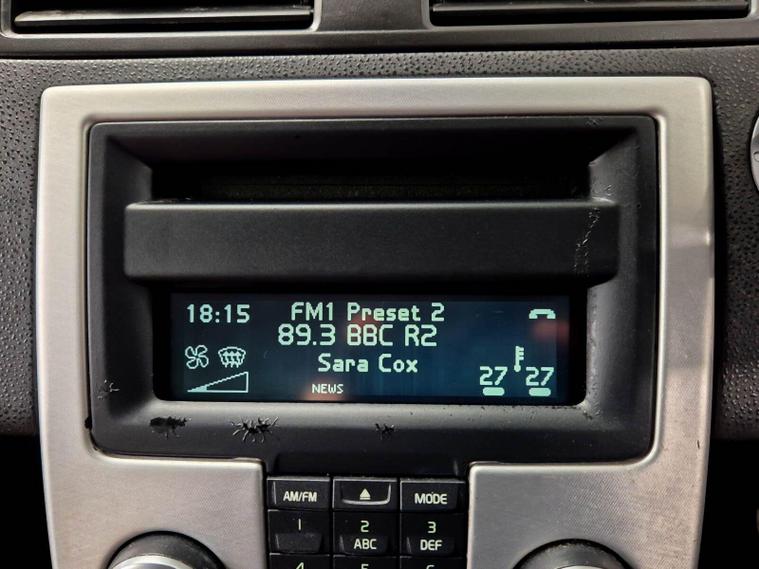 18:15 FM1 Preset 2
89.3 BBC R2
Sara Cox
27 27
NEWS
AM/FM MODE
1 2 3
ABC DEF